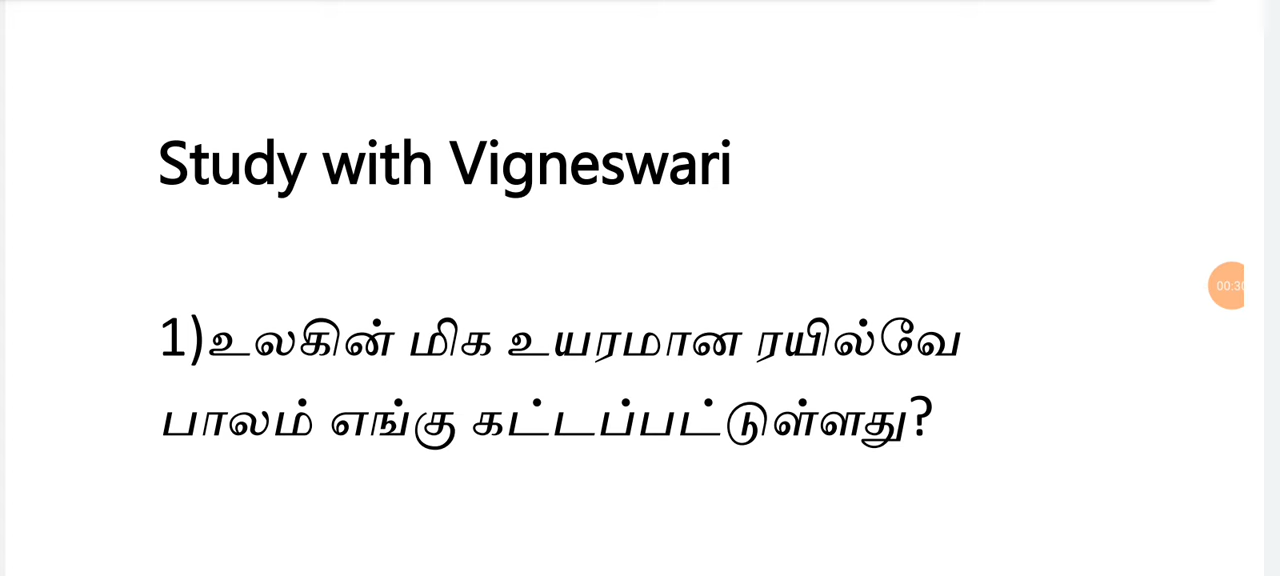 Study with Vigneswari
1)உலகின் மிக உயரமான ரயில்வே
பாலம் எங்கு கட்டப்பட்டுள்ளது?